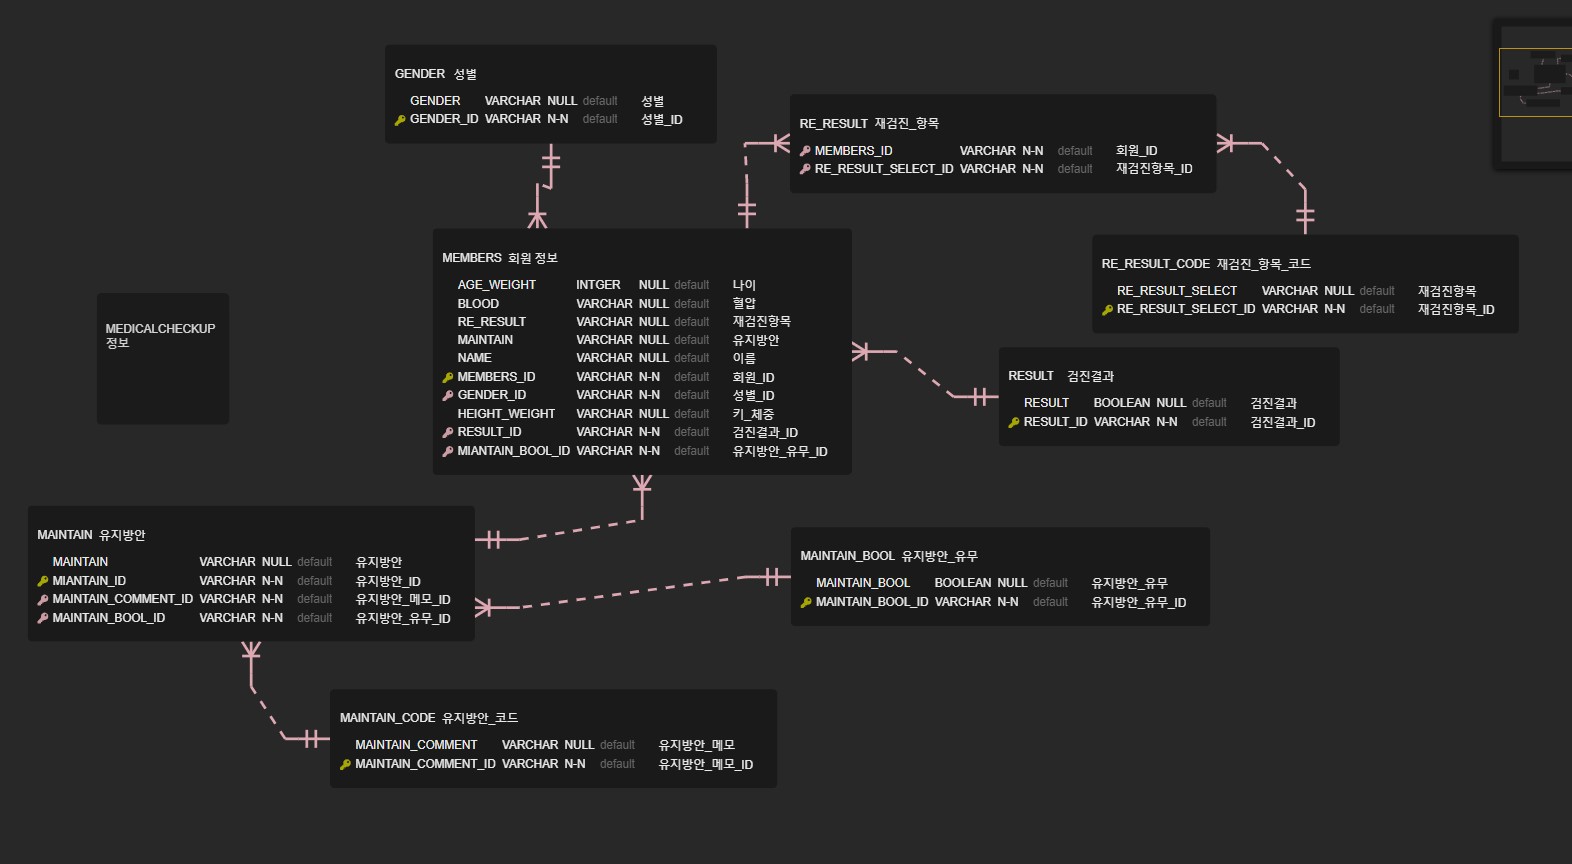 GENDER 성별
GENDER VARCHAR NULL default 성별
GENDER_ID VARCHAR N-N default 성별_ID
RE_RESULT 재검진_항목
MEMBERS_ID VARCHAR N-N default 회원_ID
RE_RESULT_SELECT_ID VARCHAR N-N default 재검진항목_ID
MEMBERS 회원 정보
AGE_WEIGHT INTGER NULL default 나이
BLOOD VARCHAR NULL default 혈압
RE_RESULT VARCHAR NULL default 재검진항목
MAINTAIN VARCHAR NULL default 유지방안
NAME VARCHAR NULL default 이름
MEMBERS_ID VARCHAR N-N default 회원_ID
GENDER_ID VARCHAR N-N default 성별_ID
HEIGHT_WEIGHT VARCHAR NULL default 키_체중
RESULT_ID VARCHAR N-N default 검진결과_ID
MIANTAIN_BOOL_ID VARCHAR N-N default 유지방안_유무_ID
RE_RESULT_CODE 재검진_항목_코드
RE_RESULT_SELECT VARCHAR NULL default 재검진항목
RE_RESULT_SELECT_ID VARCHAR N-N default 재검진항목_ID
MEDICALCHECKUP
정보
RESULT 검진결과
RESULT BOOLEAN NULL default 검진결과
RESULT_ID VARCHAR N-N default 검진결과_ID
MAINTAIN 유지방안
MAINTAIN VARCHAR NULL default 유지방안
MIANTAIN_ID VARCHAR N-N default 유지방안_ID
MAINTAIN_COMMENT_ID VARCHAR N-N default 유지방안_메모_ID
MAINTAIN_BOOL_ID VARCHAR N-N default 유지방안_유무_ID
MAINTAIN_BOOL 유지방안_유무
MAINTAIN_BOOL BOOLEAN NULL default 유지방안_유무
MAINTAIN_BOOL_ID VARCHAR N-N default 유지방안_유무_ID
MAINTAIN_CODE 유지방안_코드
MAINTAIN_COMMENT VARCHAR NULL default 유지방안_메모
MAINTAIN_COMMENT_ID VARCHAR N-N default 유지방안_메모_ID